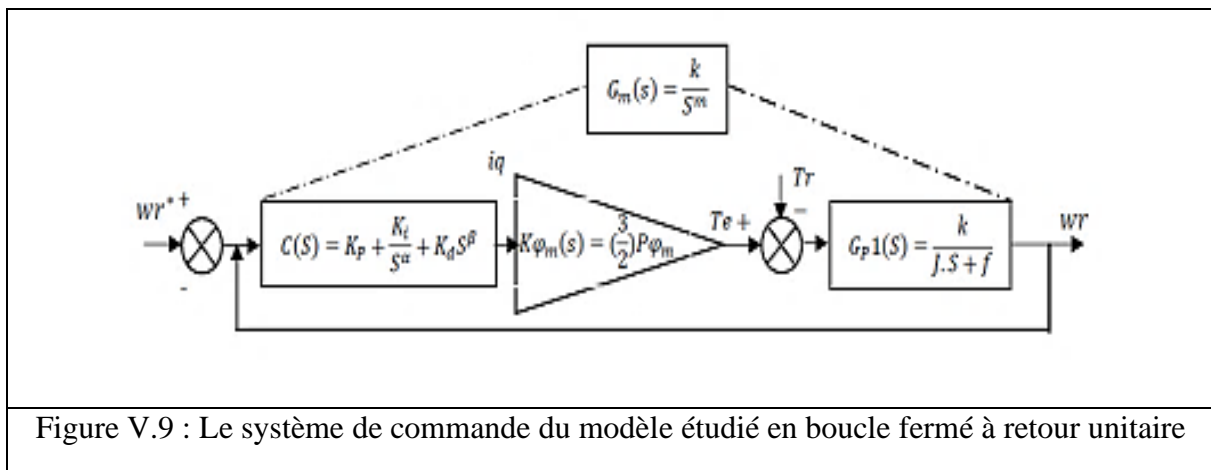 G_m(s) = k / S^m
iq
wr* +
-
C(S) = K_P + K_i / S^α + K_d S^β
Kφ_m(s) = (3/2)Pφ_m
Te +
Tr
-
G_P1(S) = k / J.S + f
wr
Figure V.9 : Le système de commande du modèle étudié en boucle fermé à retour unitaire